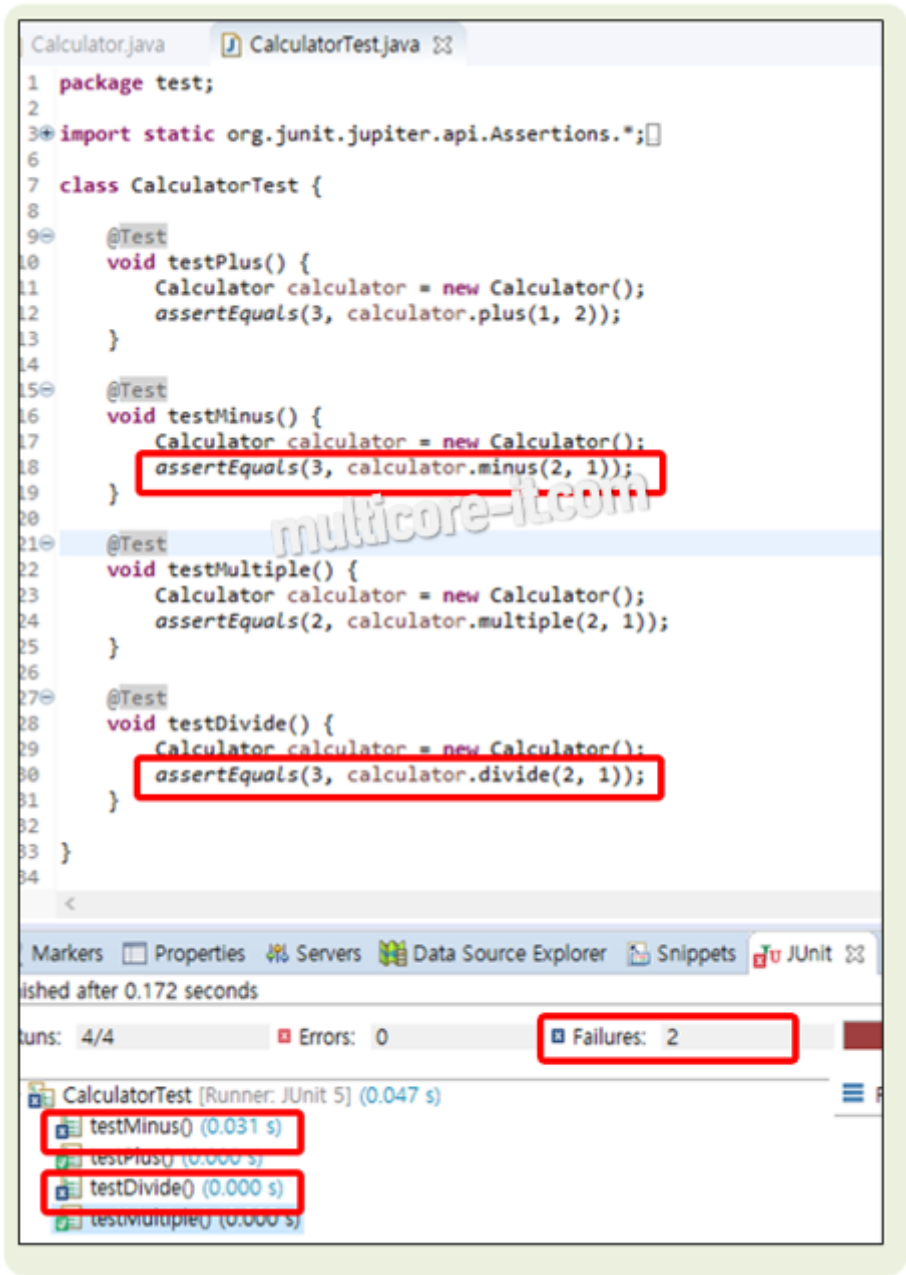 Calculator.java CalculatorTest.java
1 package test;
2
3 import static org.junit.jupiter.api.Assertions.*;
6
7 class CalculatorTest {
8
9 @Test
10 void testPlus() {
11 Calculator calculator = new Calculator();
12 assertEquals(3, calculator.plus(1, 2));
13 }
14
15 @Test
16 void testMinus() {
17 Calculator calculator = new Calculator();
18 assertEquals(3, calculator.minus(2, 1));
19 }
20
multicore-it.com
21 @Test
22 void testMultiple() {
23 Calculator calculator = new Calculator();
24 assertEquals(2, calculator.multiple(2, 1));
25 }
26
27 @Test
28 void testDivide() {
29 Calculator calculator = new Calculator();
30 assertEquals(3, calculator.divide(2, 1));
31 }
32
33 }
34
Markers Properties Servers Data Source Explorer Snippets JUnit
ished after 0.172 seconds
Runs: 4/4 Errors: 0 Failures: 2
CalculatorTest [Runner: JUnit 5] (0.047 s) F
testMinus() (0.031 s)
testPlus() (0.000 s)
testDivide() (0.000 s)
testMultiple() (0.000 s)